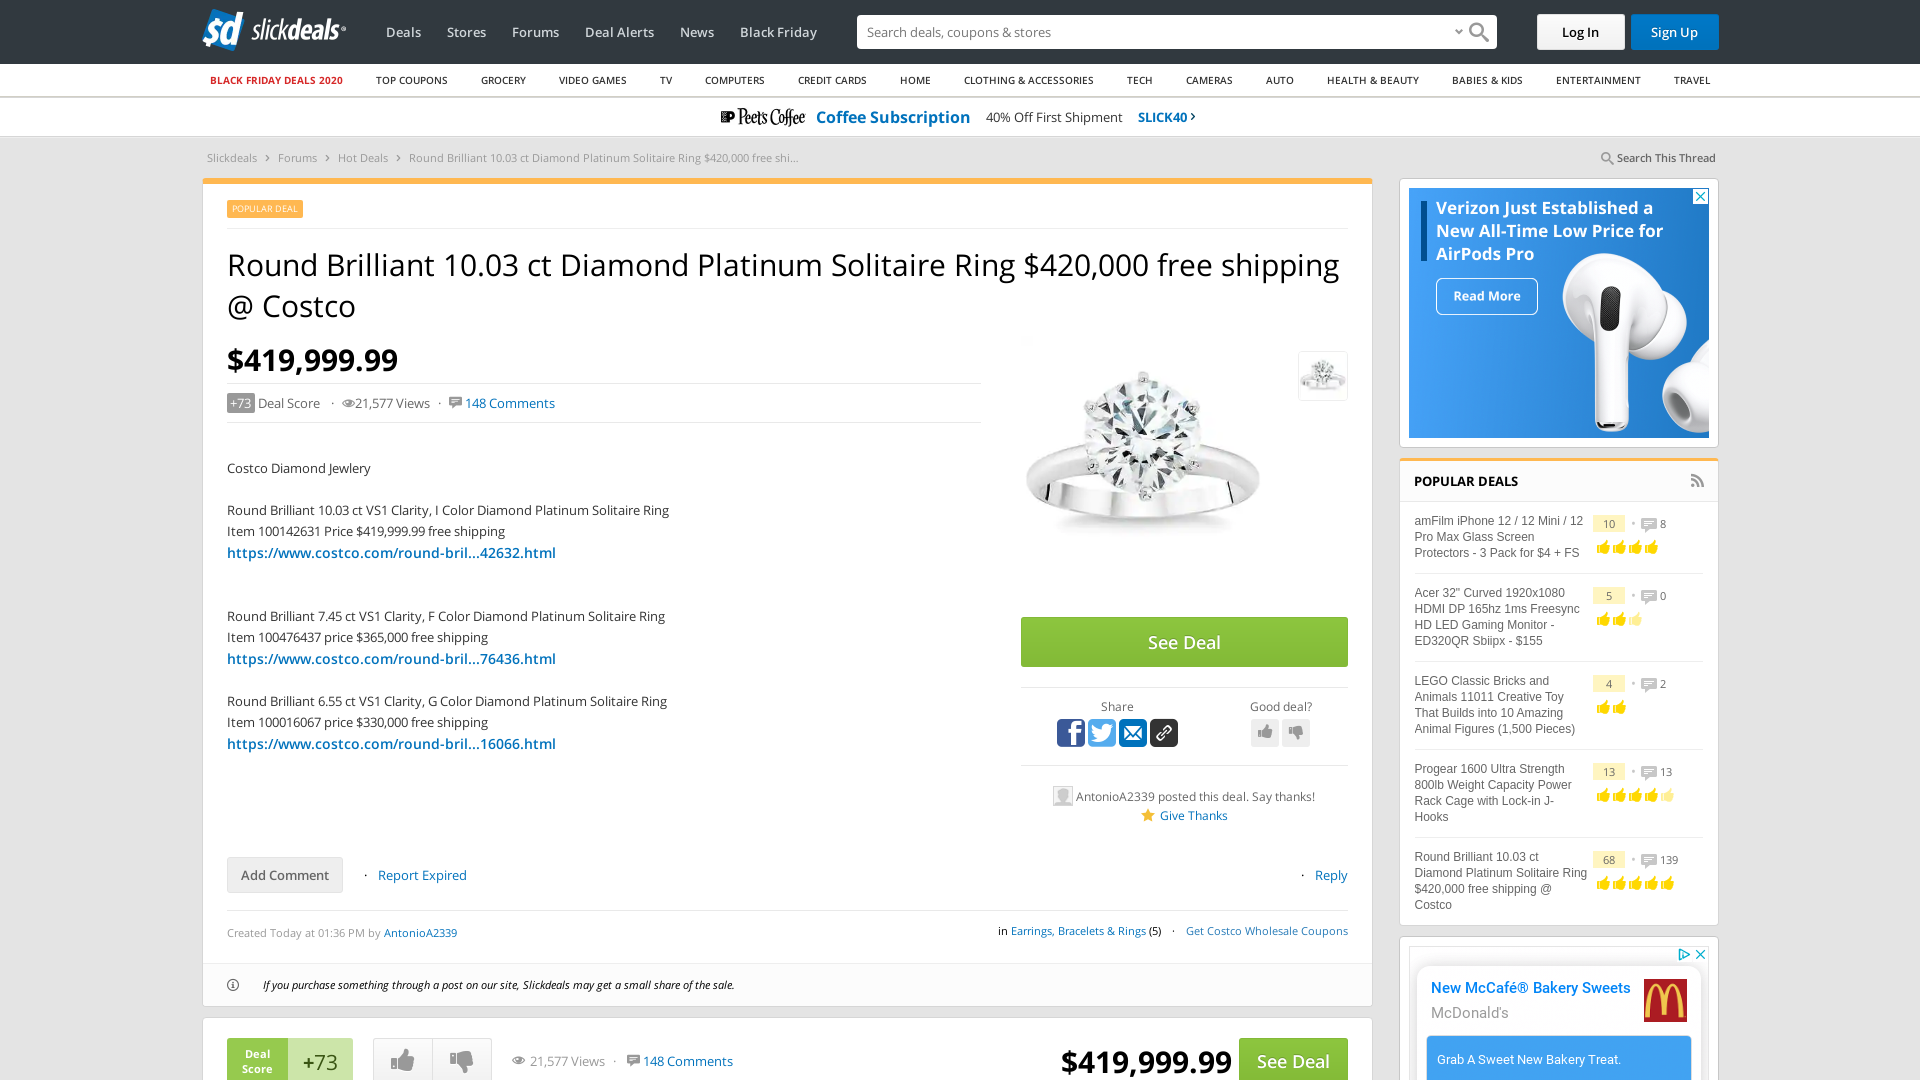 sd slickdeals
Deals Stores Forums Deal Alerts News Black Friday
Search deals, coupons & stores
Log In
Sign Up
BLACK FRIDAY DEALS 2020 TOP COUPONS GROCERY VIDEO GAMES TV COMPUTERS CREDIT CARDS HOME CLOTHING & ACCESSORIES TECH CAMERAS AUTO HEALTH & BEAUTY BABIES & KIDS ENTERTAINMENT TRAVEL
Peet's Coffee Coffee Subscription 40% Off First Shipment SLICK40 ›
Slickdeals › Forums › Hot Deals › Round Brilliant 10.03 ct Diamond Platinum Solitaire Ring $420,000 free shi...
Search This Thread
POPULAR DEAL
Round Brilliant 10.03 ct Diamond Platinum Solitaire Ring $420,000 free shipping
@ Costco
$419,999.99
+73 Deal Score · 21,577 Views · 148 Comments
Costco Diamond Jewlery
Round Brilliant 10.03 ct VS1 Clarity, I Color Diamond Platinum Solitaire Ring
Item 100142631 Price $419,999.99 free shipping
https://www.costco.com/round-bril...42632.html
Round Brilliant 7.45 ct VS1 Clarity, F Color Diamond Platinum Solitaire Ring
Item 100476437 price $365,000 free shipping
https://www.costco.com/round-bril...76436.html
Round Brilliant 6.55 ct VS1 Clarity, G Color Diamond Platinum Solitaire Ring
Item 100016067 price $330,000 free shipping
https://www.costco.com/round-bril...16066.html
See Deal
Share
Good deal?
AntonioA2339 posted this deal. Say thanks!
Give Thanks
Add Comment · Report Expired
· Reply
Created Today at 01:36 PM by AntonioA2339
in Earrings, Bracelets & Rings (5) · Get Costco Wholesale Coupons
If you purchase something through a post on our site, Slickdeals may get a small share of the sale.
Deal
Score
+73
21,577 Views · 148 Comments
$419,999.99
See Deal
Verizon Just Established a
New All-Time Low Price for
AirPods Pro
Read More
POPULAR DEALS
amFilm iPhone 12 / 12 Mini / 12
Pro Max Glass Screen
Protectors - 3 Pack for $4 + FS
10 • 8
Acer 32" Curved 1920x1080
HDMI DP 165hz 1ms Freesync
HD LED Gaming Monitor -
ED320QR Sbiipx - $155
5 • 0
LEGO Classic Bricks and
Animals 11011 Creative Toy
That Builds into 10 Amazing
Animal Figures (1,500 Pieces)
4 • 2
Progear 1600 Ultra Strength
800lb Weight Capacity Power
Rack Cage with Lock-in J-
Hooks
13 • 13
Round Brilliant 10.03 ct
Diamond Platinum Solitaire Ring
$420,000 free shipping @
Costco
68 • 139
New McCafé® Bakery Sweets
McDonald's
Grab A Sweet New Bakery Treat.